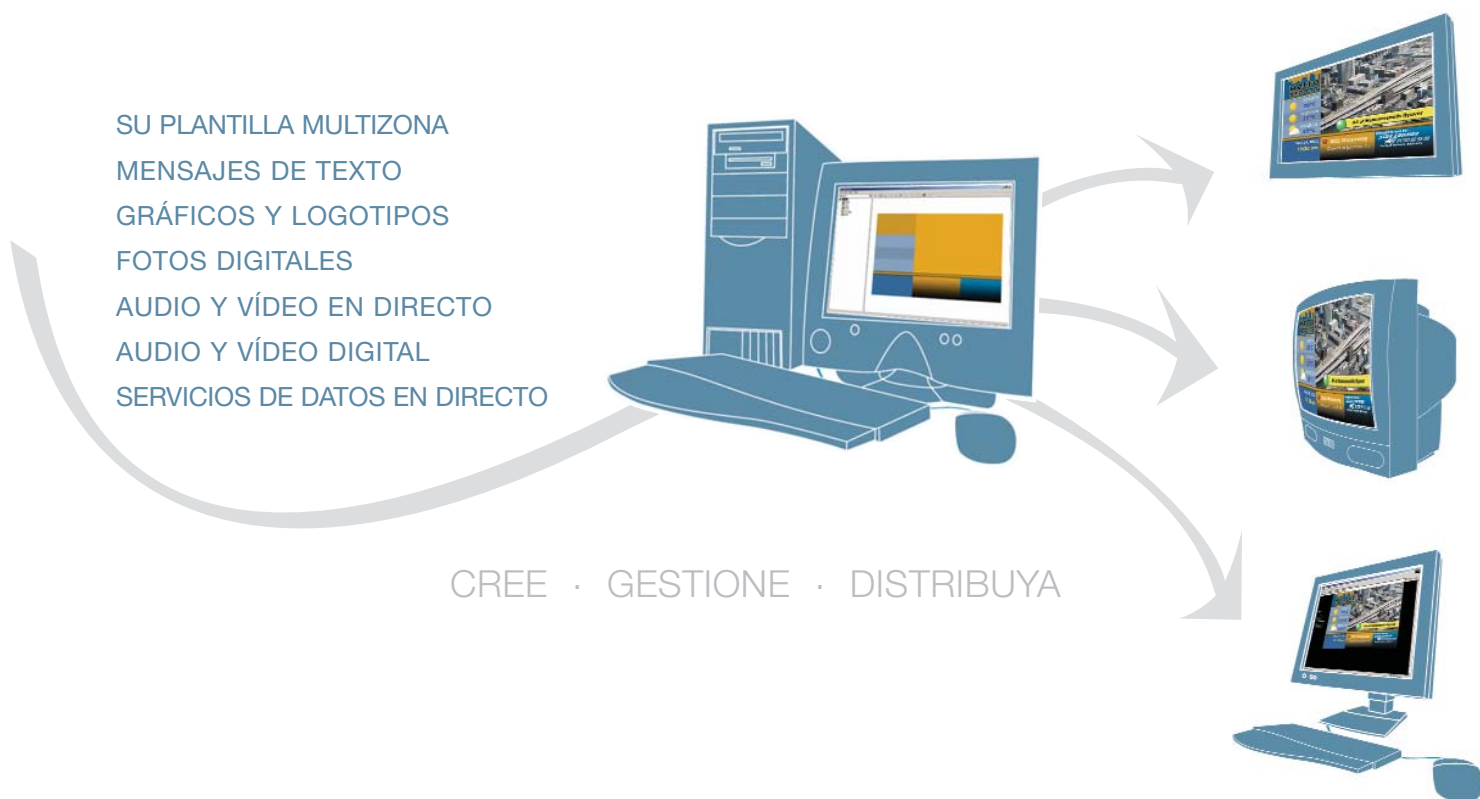 SU PLANTILLA MULTIZONA
MENSAJES DE TEXTO
GRÁFICOS Y LOGOTIPOS
FOTOS DIGITALES
AUDIO Y VÍDEO EN DIRECTO
AUDIO Y VÍDEO DIGITAL
SERVICIOS DE DATOS EN DIRECTO
CREE · GESTIONE · DISTRIBUYA